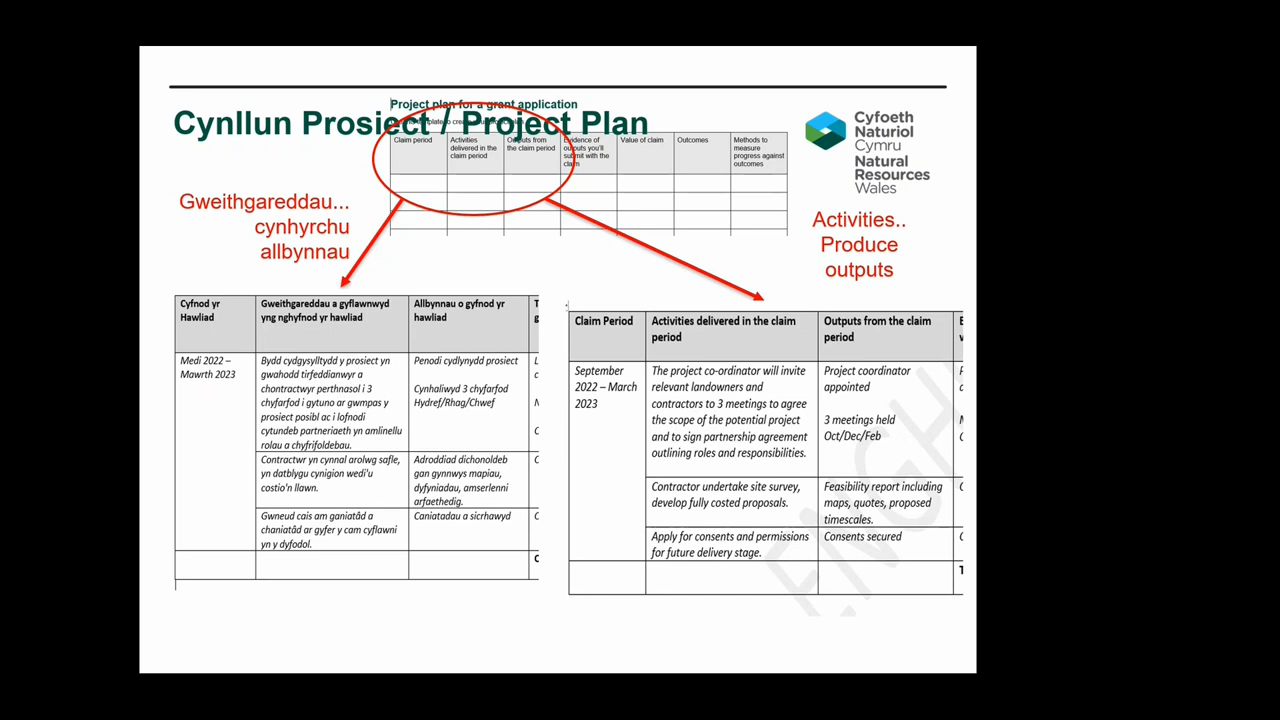 Project plan for a grant application
Cynllun Prosiect / Project Plan
Claim period
Activities
delivered in the
claim period
Outputs from
the claim period
Evidence of
outputs you'll
submit with the
claim
Value of claim
Outcomes
Methods to
measure
progress against
outcomes
Cyfoeth
Naturiol
Cymru
Natural
Resources
Wales
Gweithgareddau...
cynhyrchu
allbynnau
Activities..
Produce
outputs
Cyfnod yr
Hawliad
Gweithgareddau a gyflawnwyd
yng nghyfnod yr hawliad
Allbynnau o gyfnod yr
hawliad
Medi 2022 –
Mawrth 2023
Bydd cydgysylltydd y prosiect yn
gwahodd tirfeddianwyr a
chontractwyr perthnasol i 3
chyfarfod i gytuno ar gwmpas y
prosiect posibl ac i lofnodi
cytundeb partneriaeth yn amlinellu
rolau a chyfrifoldebau.
Penodi cydlynydd prosiect
Cynhaliwyd 3 chyfarfod
Hydref/Rhag/Chwef
Contractwr yn cynnal arolwg safle,
yn datblygu cynigion wedi'u
costio'n llawn.
Adroddiad dichonoldeb
gan gynnwys mapiau,
dyfyniadau, amserlenni
arfaethedig.
Gwneud cais am ganiatâd a
chaniatâd ar gyfer y cam cyflawni
yn y dyfodol.
Caniatadau a sicrhawyd
Claim Period
Activities delivered in the claim
period
Outputs from the claim
period
September
2022 – March
2023
The project co-ordinator will invite
relevant landowners and
contractors to 3 meetings to agree
the scope of the potential project
and to sign partnership agreement
outlining roles and responsibilities.
Project coordinator
appointed
3 meetings held
Oct/Dec/Feb
Contractor undertake site survey,
develop fully costed proposals.
Feasibility report including
maps, quotes, proposed
timescales.
Apply for consents and permissions
for future delivery stage.
Consents secured